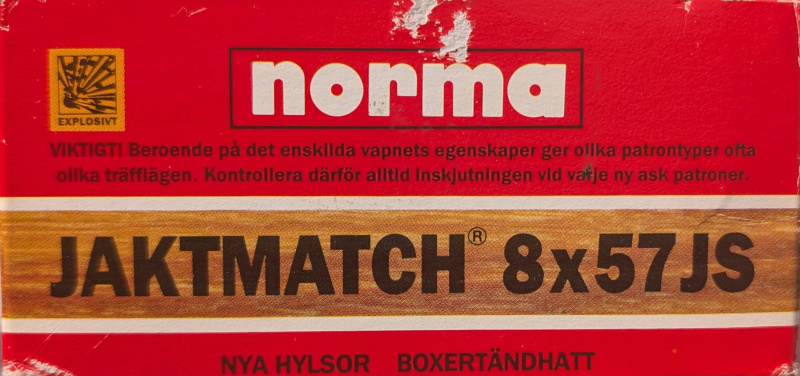 norma
EXPLOSIVT
VIKTIGT! Beroende på det enskilda vapnets egenskaper ger olika patrontyper ofta
olika träfflägen. Kontrollera därför alltid inskjutningen vid varje ny ask patroner.
JAKTMATCH® 8x57JS
NYA HYLSOR BOXERTÄNDHATT